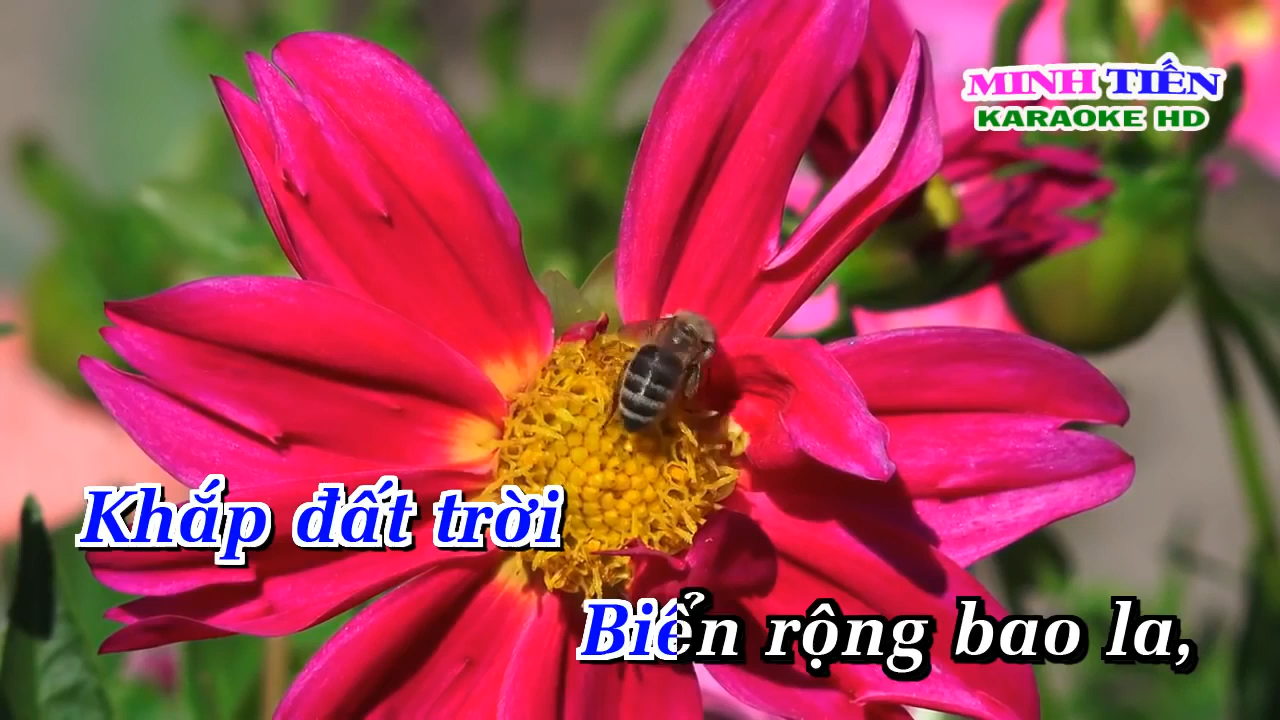 MINH TIẾN
KARAOKE HD
Khắp đất trời
Biển rộng bao la,